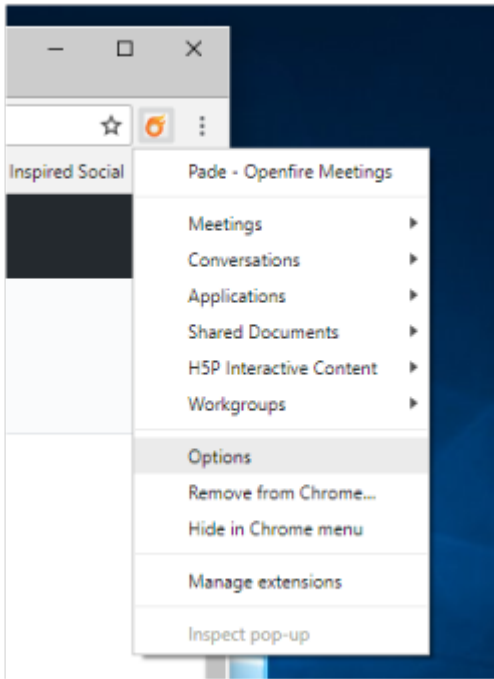 Inspired Social
Pade - Openfire Meetings
Meetings
Conversations
Applications
Shared Documents
H5P Interactive Content
Workgroups
Options
Remove from Chrome...
Hide in Chrome menu
Manage extensions
Inspect pop-up